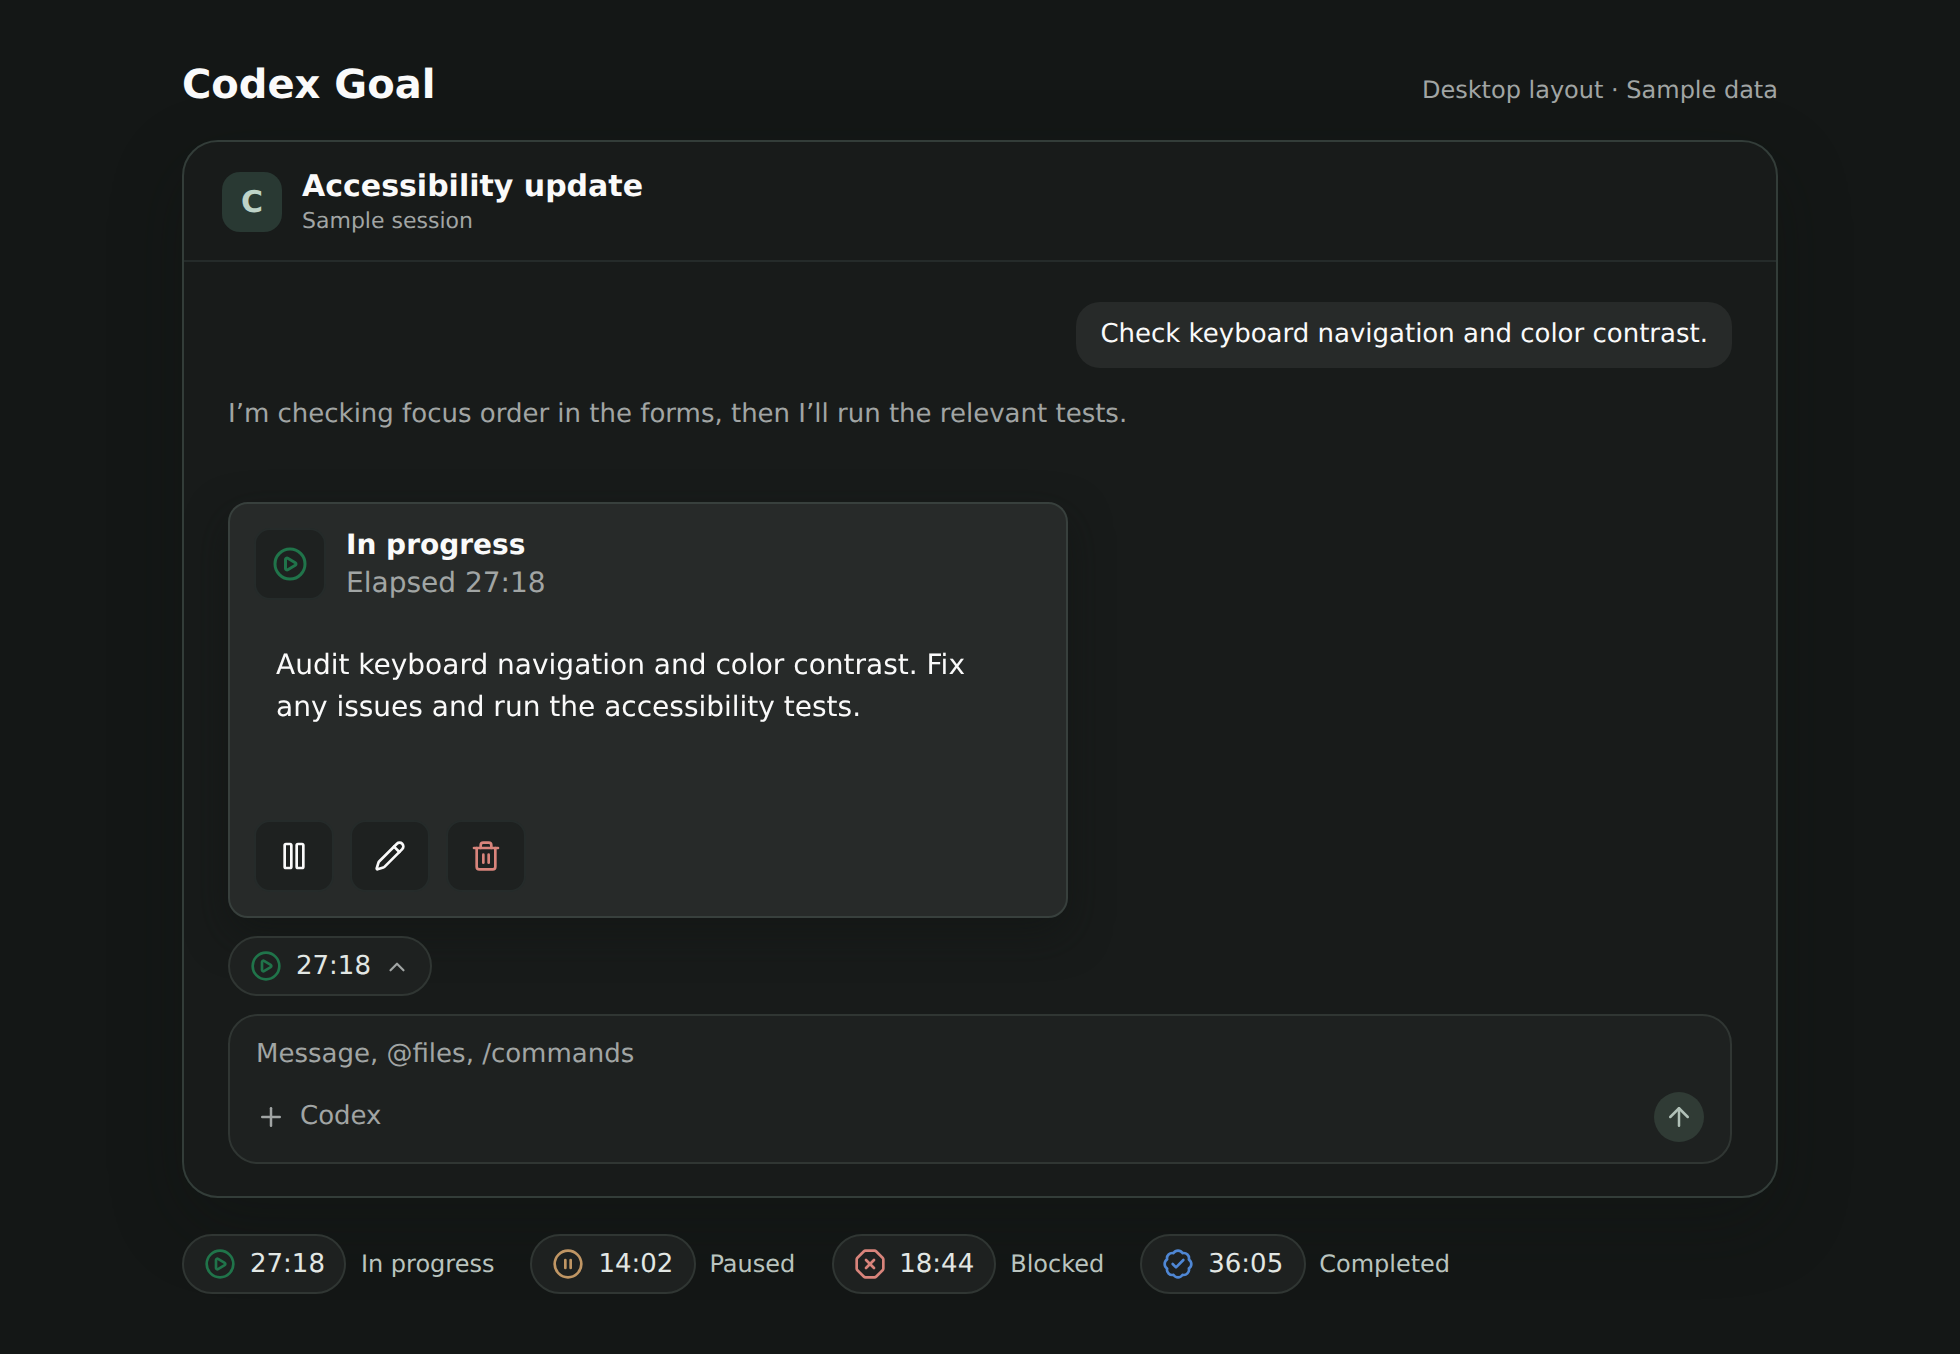 Codex Goal
Desktop layout · Sample data
C
Accessibility update
Sample session
Check keyboard navigation and color contrast.
I’m checking focus order in the forms, then I’ll run the relevant tests.
In progress
Elapsed 27:18
Audit keyboard navigation and color contrast. Fix
any issues and run the accessibility tests.
27:18
Message, @files, /commands
Codex
27:18 In progress 14:02 Paused 18:44 Blocked 36:05 Completed